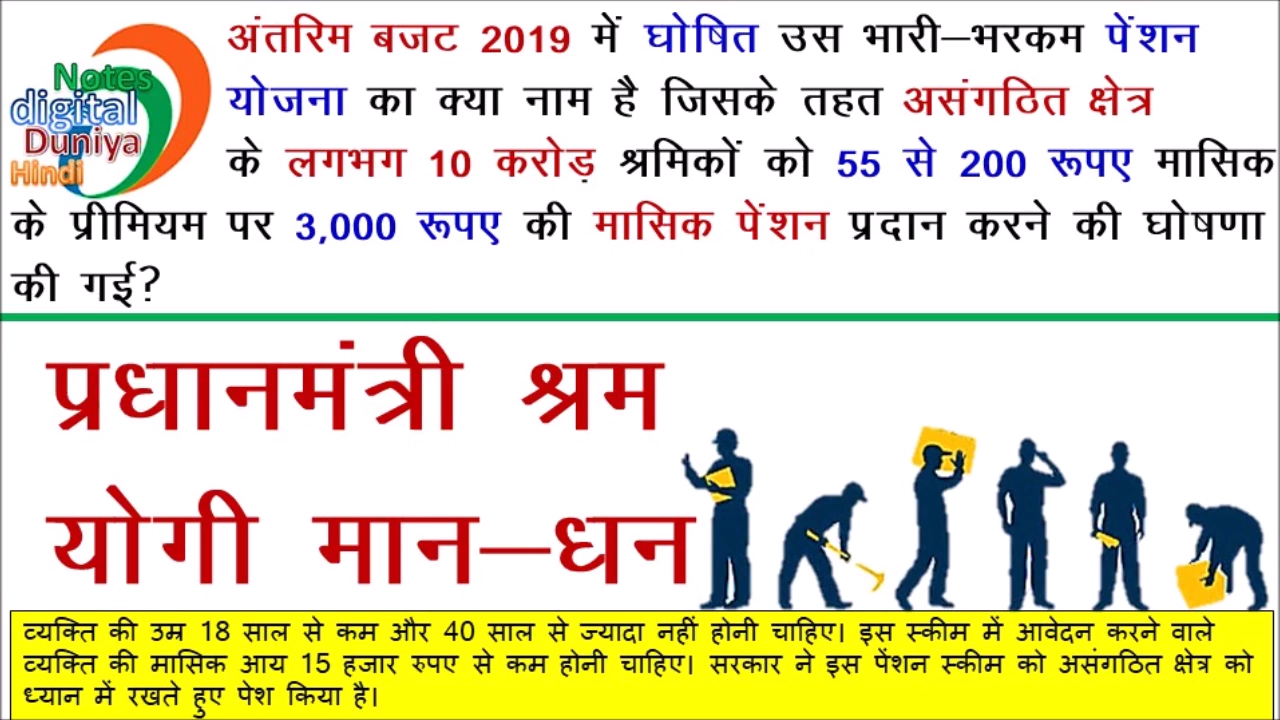 Notes
digital
Duniya
Hindi
अंतरिम बजट 2019 में घोषित उस भारी–भरकम पेंशन
योजना का क्या नाम है जिसके तहत असंगठित क्षेत्र
के लगभग 10 करोड़ श्रमिकों को 55 से 200 रूपए मासिक
के प्रीमियम पर 3,000 रूपए की मासिक पेंशन प्रदान करने की घोषणा
की गई?
प्रधानमंत्री श्रम
योगी मान–धन
व्यक्ति की उम्र 18 साल से कम और 40 साल से ज्यादा नहीं होनी चाहिए। इस स्कीम में आवेदन करने वाले
व्यक्ति की मासिक आय 15 हजार रुपए से कम होनी चाहिए। सरकार ने इस पेंशन स्कीम को असंगठित क्षेत्र को
ध्यान में रखते हुए पेश किया है।